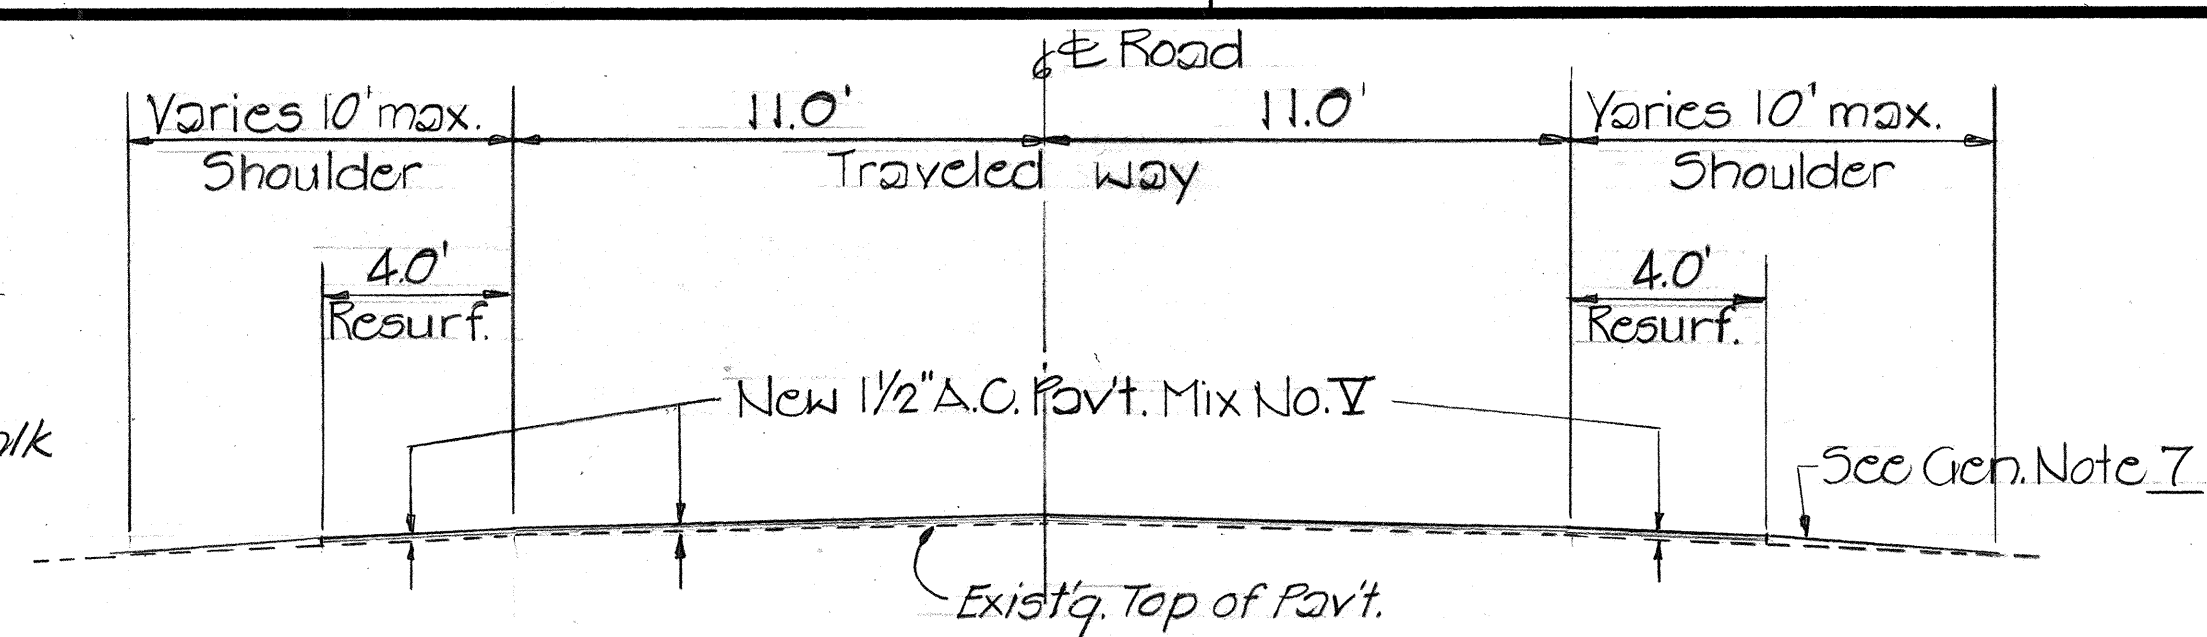 ℄ Road
Varies 10' max.
11.0'
11.0'
Varies 10' max.
Shoulder
Traveled way
Shoulder
4.0'
4.0'
Resurf.
Resurf.
New 1½" A.C. Pav't. Mix No. V
See Gen. Note 7
Exist'g. Top of Pav't.